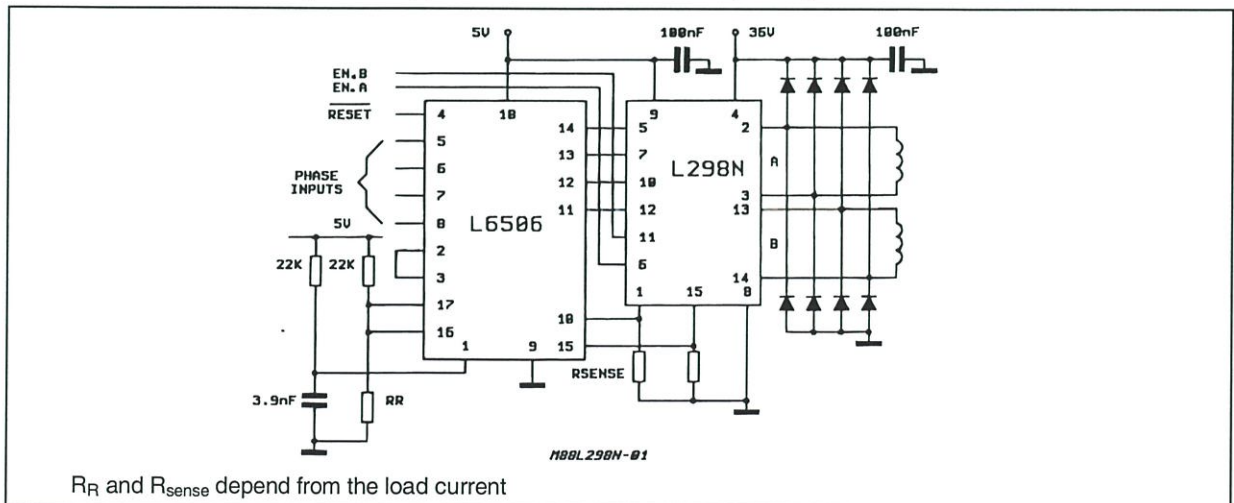 5V
100nF
36V
100nF
EN.B
EN.A
RESET
4
18
9
4
5
14
5
2
6
13
7
A
PHASE
INPUTS
7
12
10
L298N
3
8
11
12
13
L6506
5V
2
11
B
22K
22K
3
6
14
17
1
15
8
16
10
1
9
15
RSENSE
3.9nF
RR
M88L298N-01
RR and Rsense depend from the load current